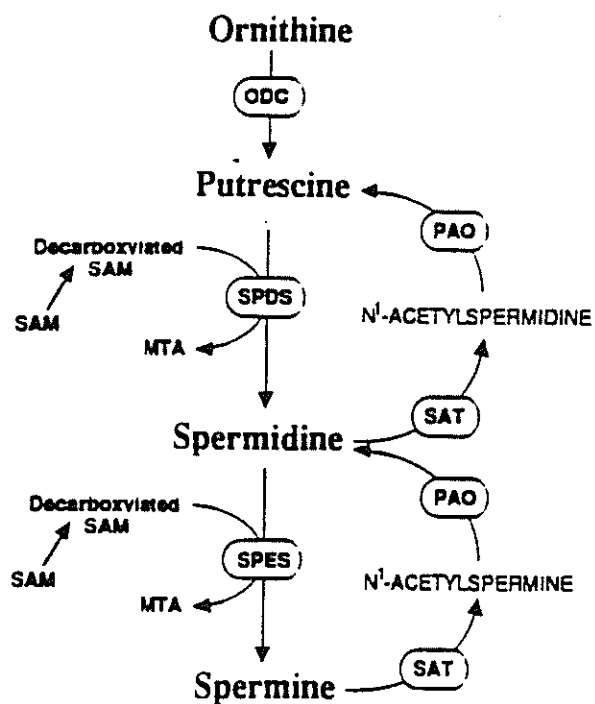 Ornithine
ODC
Putrescine
PAO
Decarboxylated
SAM
SPDS
SAM
N¹-ACETYLSPERMIDINE
MTA
SAT
Spermidine
PAO
Decarboxylated
SAM
SPES
SAM
N¹-ACETYLSPERMINE
MTA
SAT
Spermine